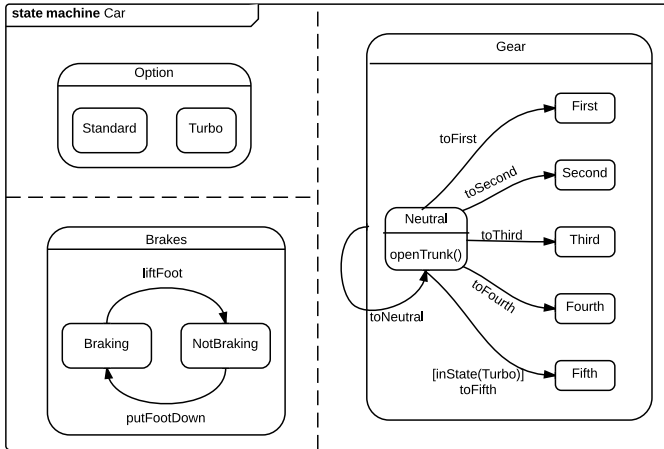 state machine Car
Option
Standard
Turbo
Brakes
liftFoot
Braking
NotBraking
putFootDown
Gear
First
toFirst
Second
toSecond
Neutral
openTrunk()
toThird
Third
toFourth
Fourth
toNeutral
[inState(Turbo)]
toFifth
Fifth